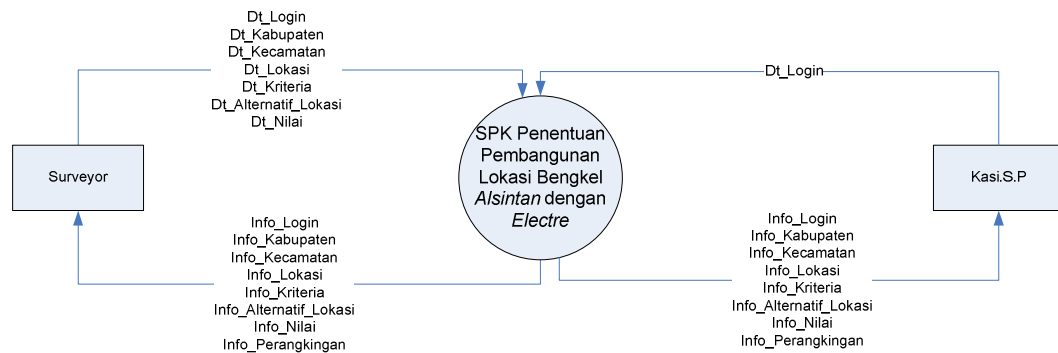 Dt_Login
Dt_Kabupaten
Dt_Kecamatan
Dt_Lokasi
Dt_Kriteria
Dt_Alternatif_Lokasi
Dt_Nilai
Dt_Login
Surveyor
SPK Penentuan
Pembangunan
Lokasi Bengkel
Alsintan dengan
Electre
Kasi.S.P
Info_Login
Info_Kabupaten
Info_Kecamatan
Info_Lokasi
Info_Kriteria
Info_Alternatif_Lokasi
Info_Nilai
Info_Perangkingan
Info_Login
Info_Kabupaten
Info_Kecamatan
Info_Lokasi
Info_Kriteria
Info_Alternatif_Lokasi
Info_Nilai
Info_Perangkingan